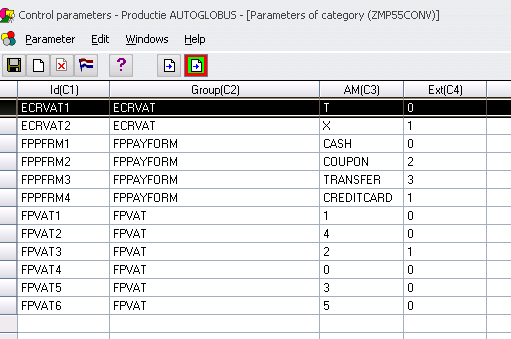 Control parameters - Productie AUTOGLOBUS - [Parameters of category (ZMP55CONV)]
Parameter Edit Windows Help
?
Id(C1) Group(C2) AM(C3) Ext(C4)
ECRVAT1 ECRVAT T 0
ECRVAT2 ECRVAT X 1
FPPFRM1 FPPAYFORM CASH 0
FPPFRM2 FPPAYFORM COUPON 2
FPPFRM3 FPPAYFORM TRANSFER 3
FPPFRM4 FPPAYFORM CREDITCARD 1
FPVAT1 FPVAT 1 0
FPVAT2 FPVAT 4 0
FPVAT3 FPVAT 2 1
FPVAT4 FPVAT 0 0
FPVAT5 FPVAT 3 0
FPVAT6 FPVAT 5 0